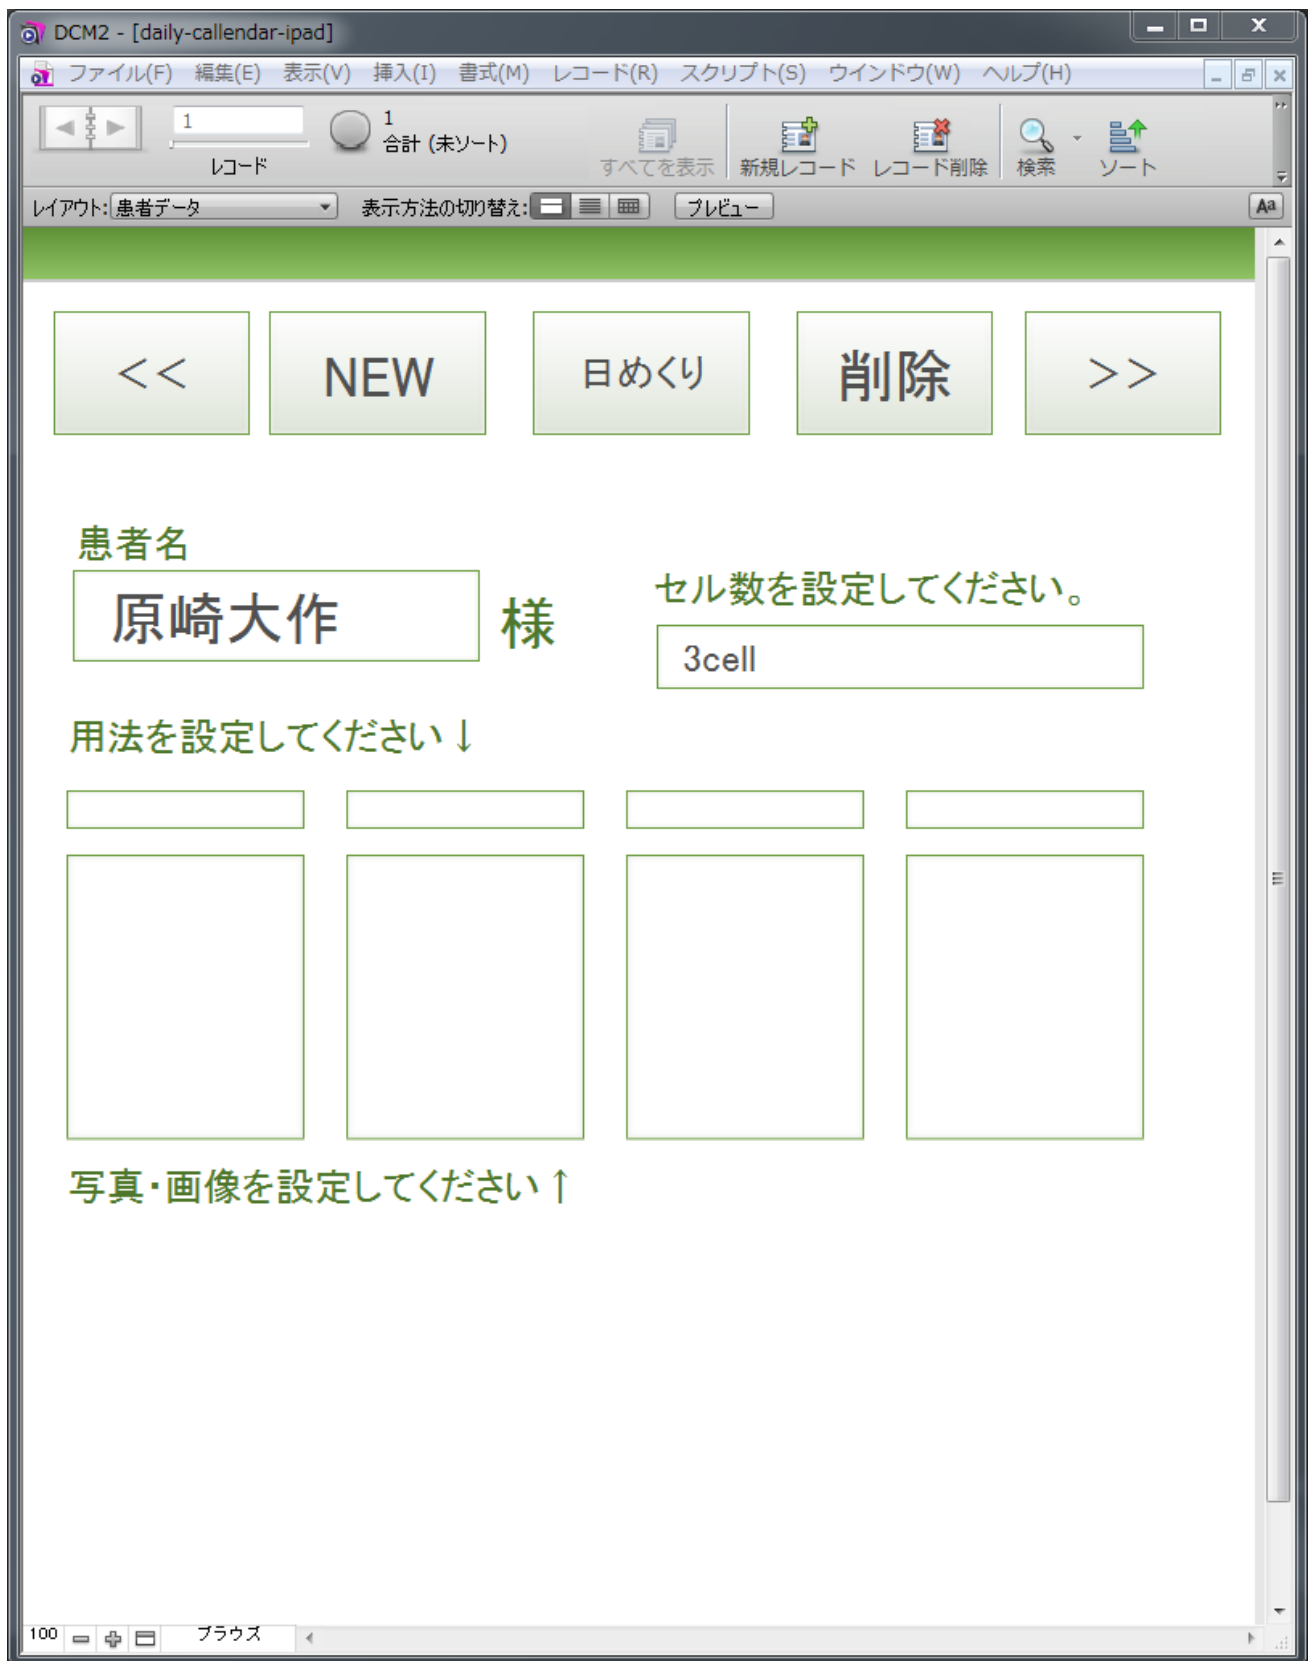 DCM2 - [daily-callendar-ipad]
ファイル(F) 編集(E) 表示(V) 挿入(I) 書式(M) レコード(R) スクリプト(S) ウインドウ(W) ヘルプ(H)
1
レコード
1
合計 (未ソート)
すべてを表示 新規レコード レコード削除 検索 ソート
レイアウト: 患者データ 表示方法の切り替え: プレビュー Aa
<< NEW 日めくり 削除 >>
患者名
原崎大作 様
セル数を設定してください。
3cell
用法を設定してください↓
写真・画像を設定してください↑
100 ブラウズ